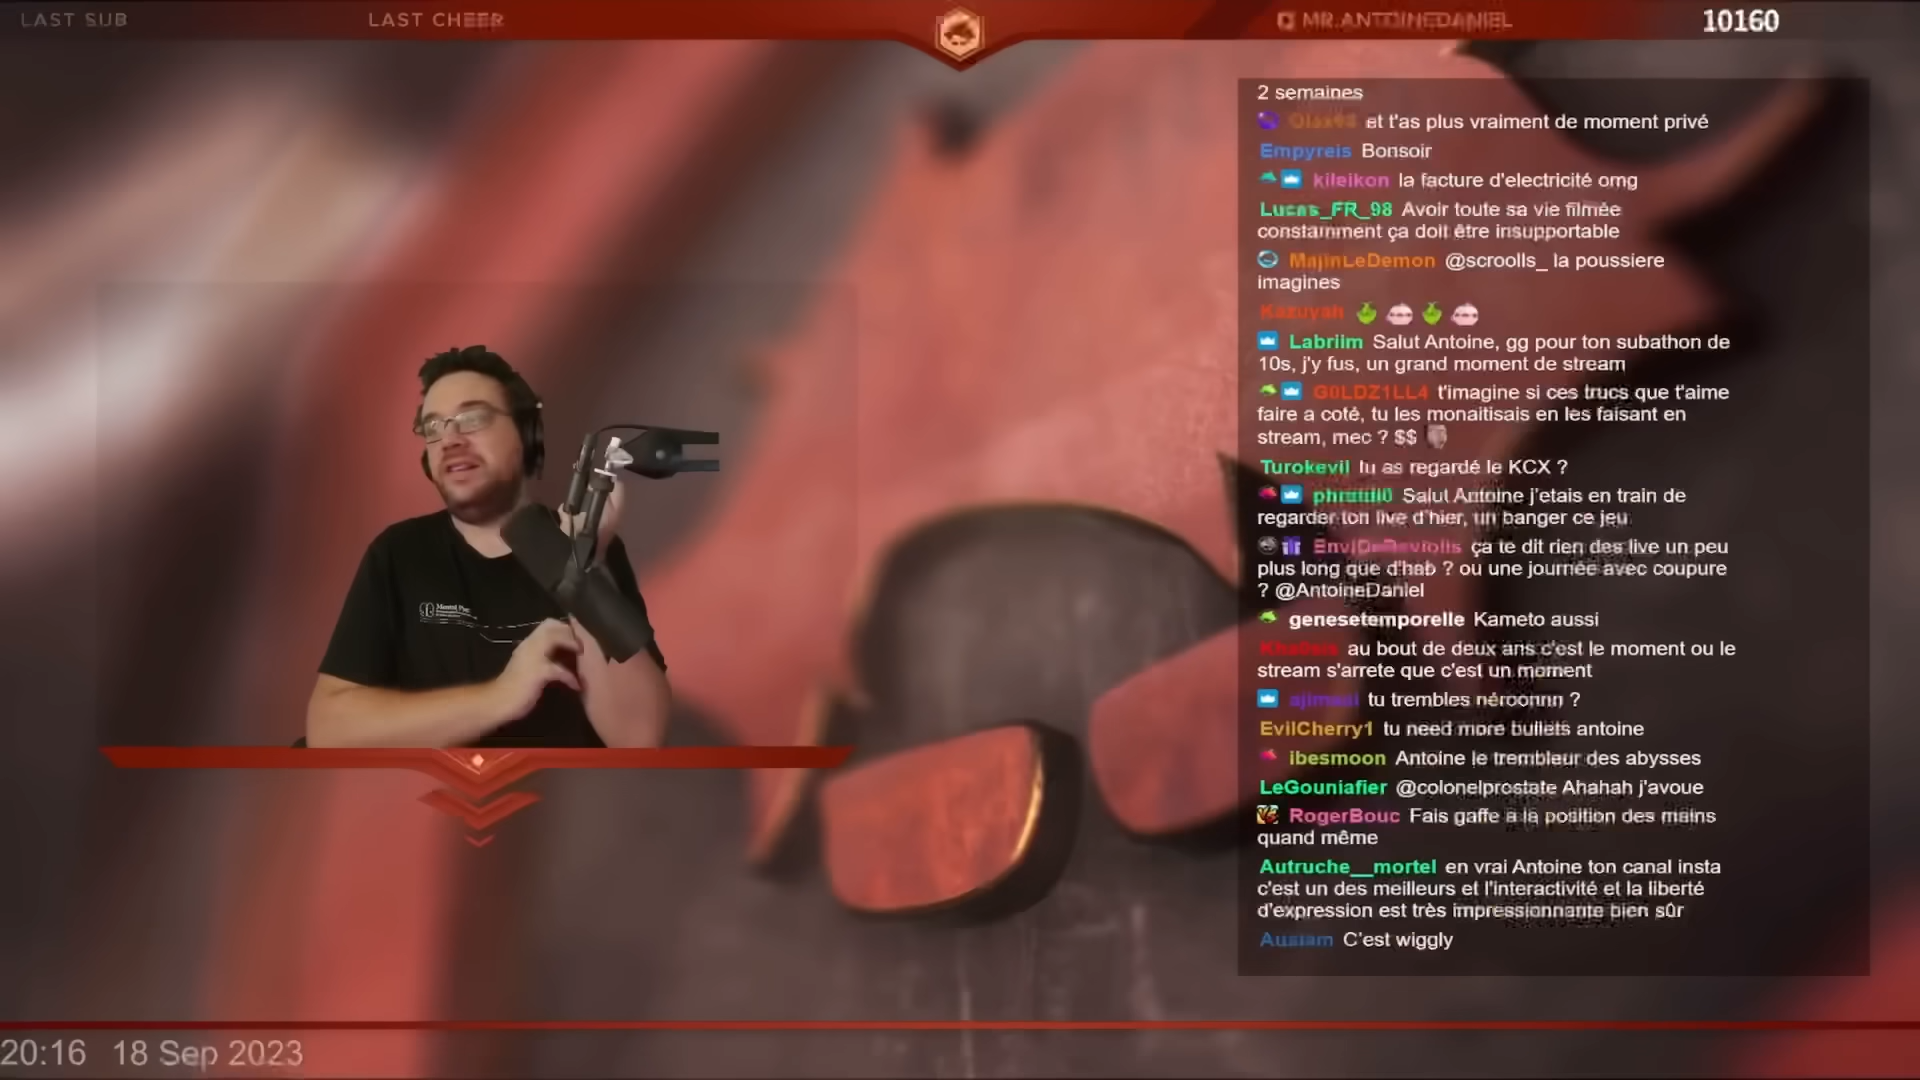 LAST SUB
LAST CHEER
MR.ANTOINEDANIEL
10160
2 semaines
et t'as plus vraiment de moment privé
Empyreis Bonsoir
kileikon la facture d'electricité omg
Lucas_FR_98 Avoir toute sa vie filmée
constamment ça doit être insupportable
MajinLeDemon @scroolls_ la poussiere
imagines
Kazuyah
Labriim Salut Antoine, gg pour ton subathon de
10s, j'y fus, un grand moment de stream
G0LDZ1LL4 t'imagine si ces trucs que t'aime
faire a coté, tu les monaitisais en les faisant en
stream, mec ? $$
Turokevil tu as regardé le KCX ?
Salut Antoine j'etais en train de
regarder ton live d'hier, un banger ce jeu
EnviDeRaviolis ça te dit rien des live un peu
plus long que d'hab ? ou une journée avec coupure
? @AntoineDaniel
genesetemporelle Kameto aussi
au bout de deux ans c'est le moment ou le
stream s'arrete que c'est un moment
tu trembles néroonnn ?
EvilCherry1 tu need more bullets antoine
ibesmoon Antoine le trembleur des abysses
LeGouniafier @colonelprostate Ahahah j'avoue
RogerBouc Fais gaffe a la position des mains
quand même
Autruche__mortel en vrai Antoine ton canal insta
c'est un des meilleurs et l'interactivité et la liberté
d'expression est très impressionnante bien sûr
C'est wiggly
20:16 18 Sep 2023